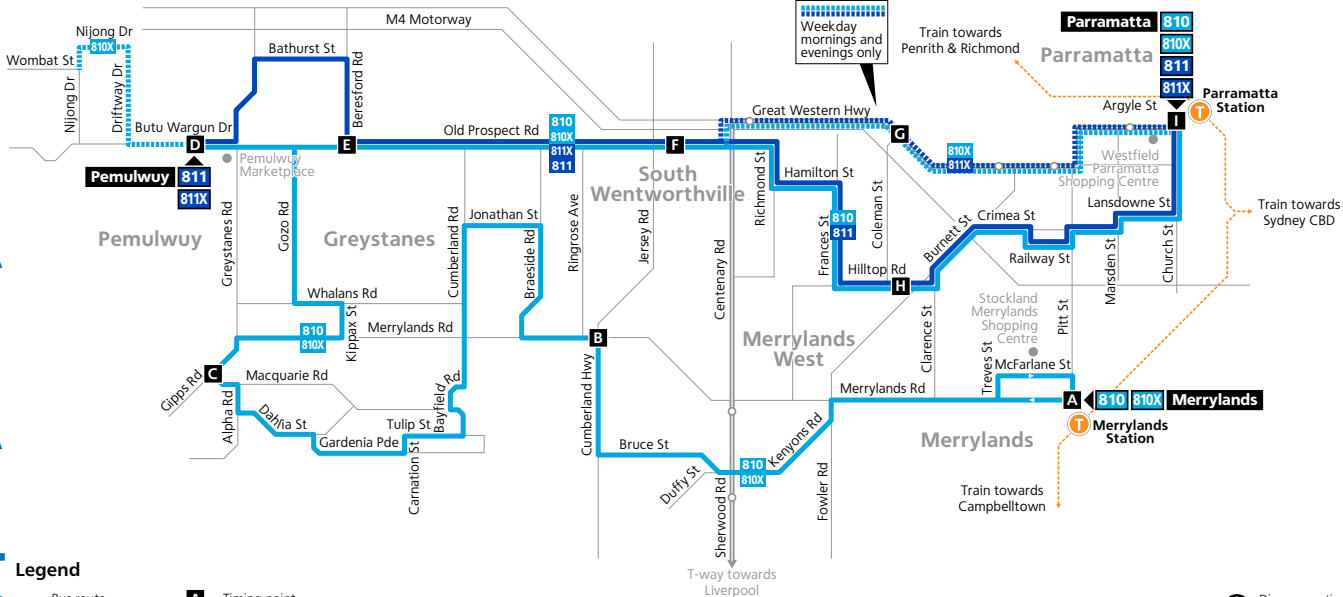 Nijong Dr
M4 Motorway
Weekday
mornings and
evenings only
Train towards
Penrith & Richmond
Parramatta
810
810X
811
811X
Parramatta
Wombat St
810X
Bathurst St
Beresford Rd
Nijong Dr
Driftway Dr
Butu Wargun Dr
Old Prospect Rd
810
810X
811X
811
Great Western Hwy
Argyle St
Parramatta
Station
T
I
D
E
F
G
Pemulwuy
811
811X
Pemulwuy
Marketplace
South
Wentworthville
Richmond St
Hamilton St
810X
811X
Westfield
Parramatta
Shopping Centre
Pemulwuy
Greystanes Rd
Gozo Rd
Greystanes
Cumberland Rd
Jonathan St
Braeside Rd
Ringrose Ave
Jersey Rd
Centenary Rd
Frances St
810
811
Coleman St
Burnett St
Crimea St
Railway St
Lansdowne St
Marsden St
Church St
Train towards
Sydney CBD
Hilltop Rd
H
Whalans Rd
Kippax St
Merrylands Rd
810
810X
B
Merrylands
West
Clarence St
Stockland
Merrylands
Shopping
Centre
Pitt St
Treves St
McFarlane St
C
Gipps Rd
Macquarie Rd
Alpha Rd
Dahlia St
Gardenia Pde
Tulip St
Bayfield Rd
Carnation St
Cumberland Hwy
Bruce St
Duffy St
810
810X
Kenyons Rd
Merrylands Rd
A
810
810X
Merrylands
T
Merrylands
Station
Merrylands
Sherwood Rd
Fowler Rd
Train towards
Campbelltown
T-way towards
Liverpool
Legend
A